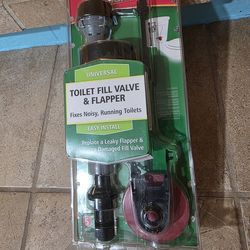 UNIVERSAL
TOILET FILL VALVE
& FLAPPER
Fixes Noisy, Running Toilets
EASY INSTALL
Replace a Leaky Flapper &
Damaged Fill Valve